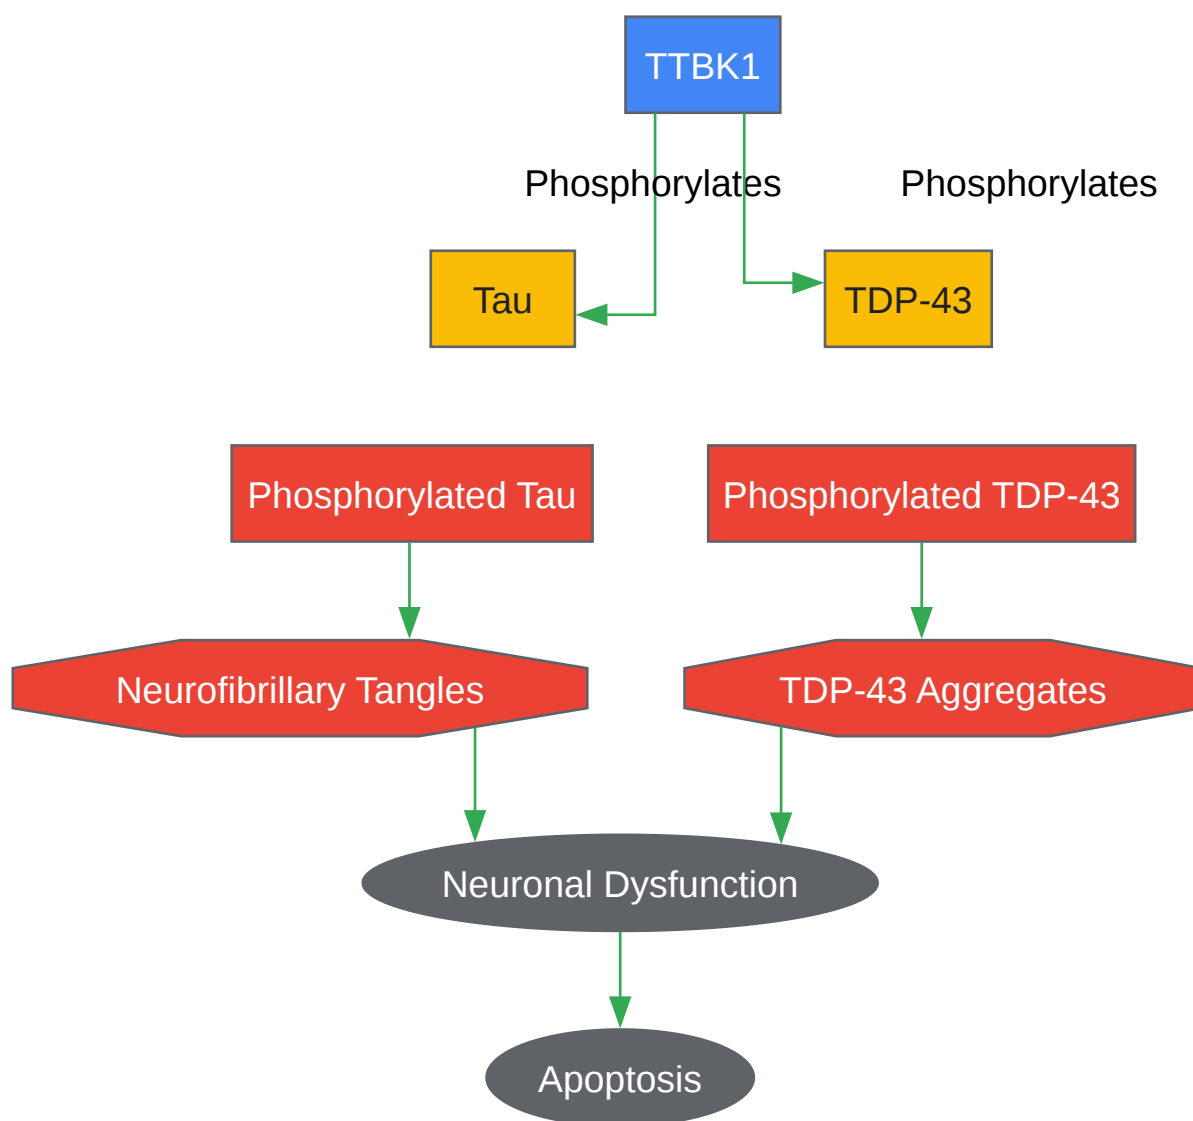 TTBK1
Phosphorylates
Phosphorylates
Tau
TDP-43
Phosphorylated Tau
Phosphorylated TDP-43
Neurofibrillary Tangles
TDP-43 Aggregates
Neuronal Dysfunction
Apoptosis